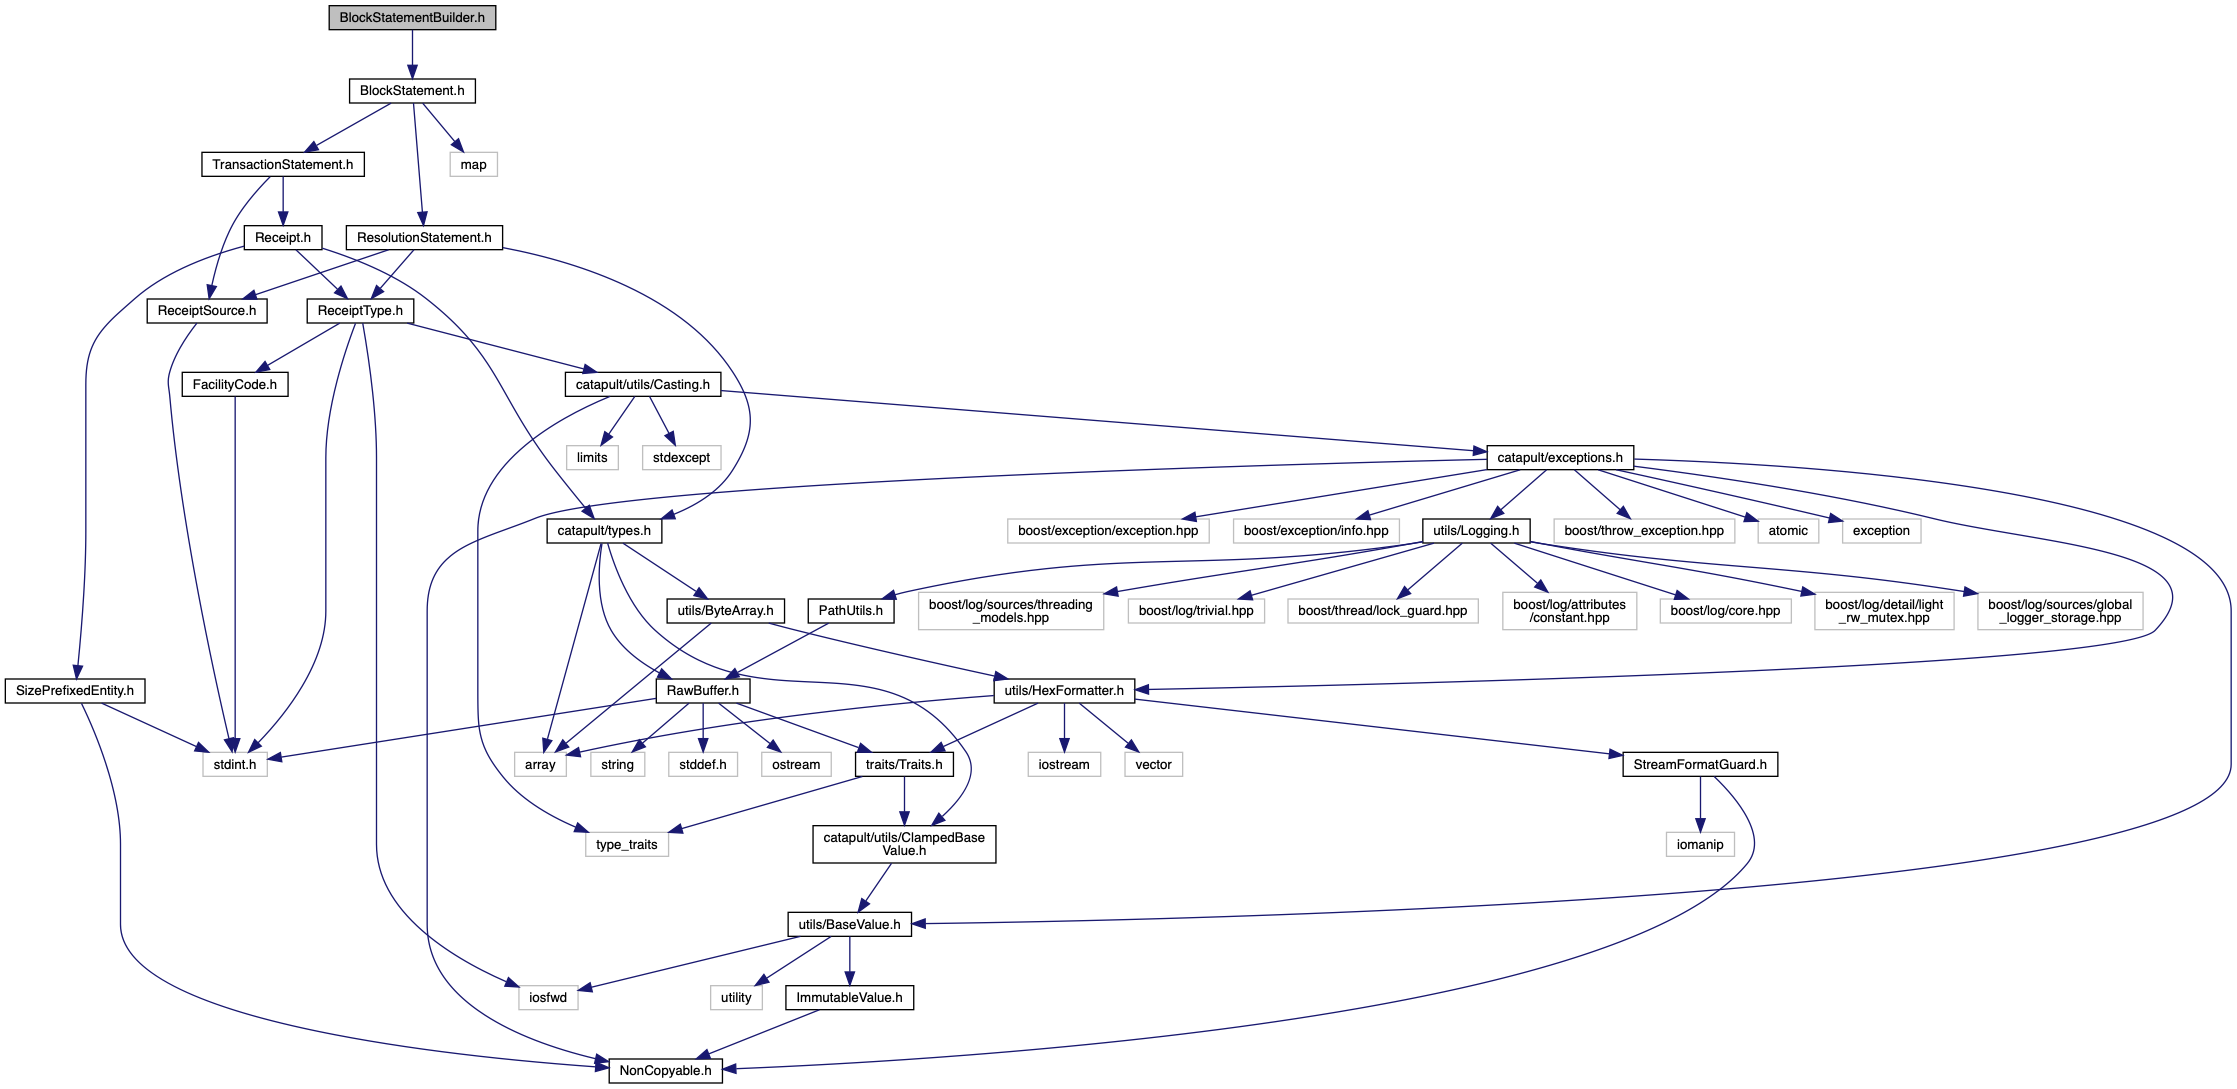 BlockStatementBuilder.h
BlockStatement.h
TransactionStatement.h
map
Receipt.h
ResolutionStatement.h
ReceiptSource.h
ReceiptType.h
FacilityCode.h
catapult/utils/Casting.h
limits
stdexcept
catapult/exceptions.h
catapult/types.h
boost/exception/exception.hpp
boost/exception/info.hpp
utils/Logging.h
boost/throw_exception.hpp
atomic
exception
utils/ByteArray.h
PathUtils.h
boost/log/sources/threading
_models.hpp
boost/log/trivial.hpp
boost/thread/lock_guard.hpp
boost/log/attributes
/constant.hpp
boost/log/core.hpp
boost/log/detail/light
_rw_mutex.hpp
boost/log/sources/global
_logger_storage.hpp
SizePrefixedEntity.h
RawBuffer.h
utils/HexFormatter.h
stdint.h
array
string
stddef.h
ostream
traits/Traits.h
iostream
vector
StreamFormatGuard.h
type_traits
catapult/utils/ClampedBase
Value.h
iomanip
utils/BaseValue.h
iosfwd
utility
ImmutableValue.h
NonCopyable.h